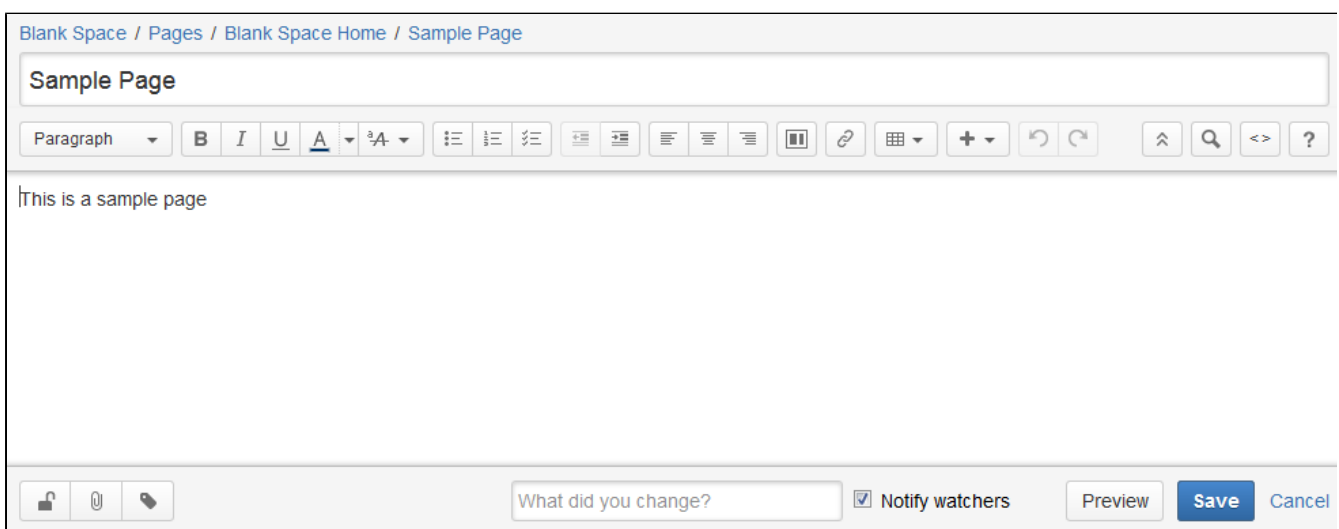 Blank Space / Pages / Blank Space Home / Sample Page
Sample Page
Paragraph B I U A ᵃA <> ?
This is a sample page
What did you change? Notify watchers Preview Save Cancel